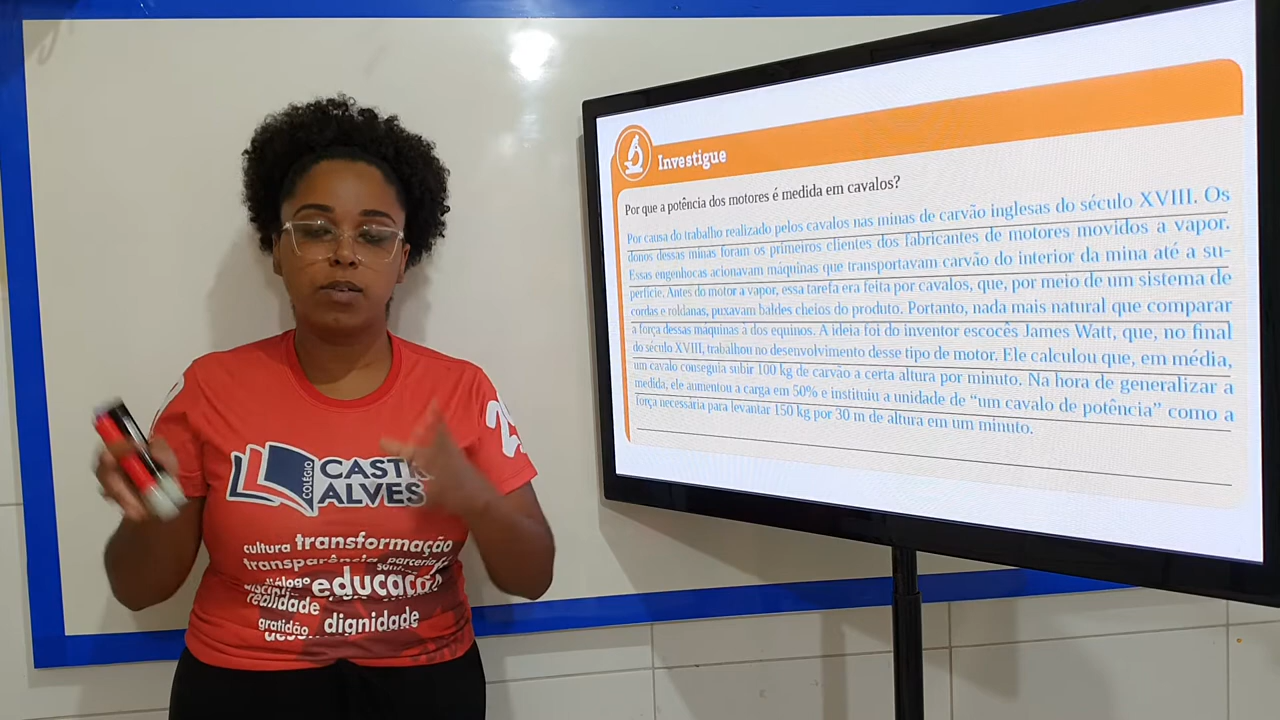 Investigue
Por que a potência dos motores é medida em cavalos?
Por causa do trabalho realizado pelos cavalos nas minas de carvão inglesas do século XVIII. Os
donos dessas minas foram os primeiros clientes dos fabricantes de motores movidos a vapor.
Essas engenhocas acionavam máquinas que transportavam carvão do interior da mina até a su-
perfície. Antes do motor a vapor, essa tarefa era feita por cavalos, que, por meio de um sistema de
cordas e roldanas, puxavam baldes cheios do produto. Portanto, nada mais natural que comparar
a força dessas máquinas à dos equinos. A ideia foi do inventor escocês James Watt, que, no final
do século XVIII, trabalhou no desenvolvimento desse tipo de motor. Ele calculou que, em média,
um cavalo conseguia subir 100 kg de carvão a certa altura por minuto. Na hora de generalizar a
medida, ele aumentou a carga em 50% e instituiu a unidade de “um cavalo de potência” como a
força necessária para levantar 150 kg por 30 m de altura em um minuto.
COLÉGIO
CASTR
ALVES
cultura transformação
transparência parceria
diálogo educação
realidade
gratidão dignidade